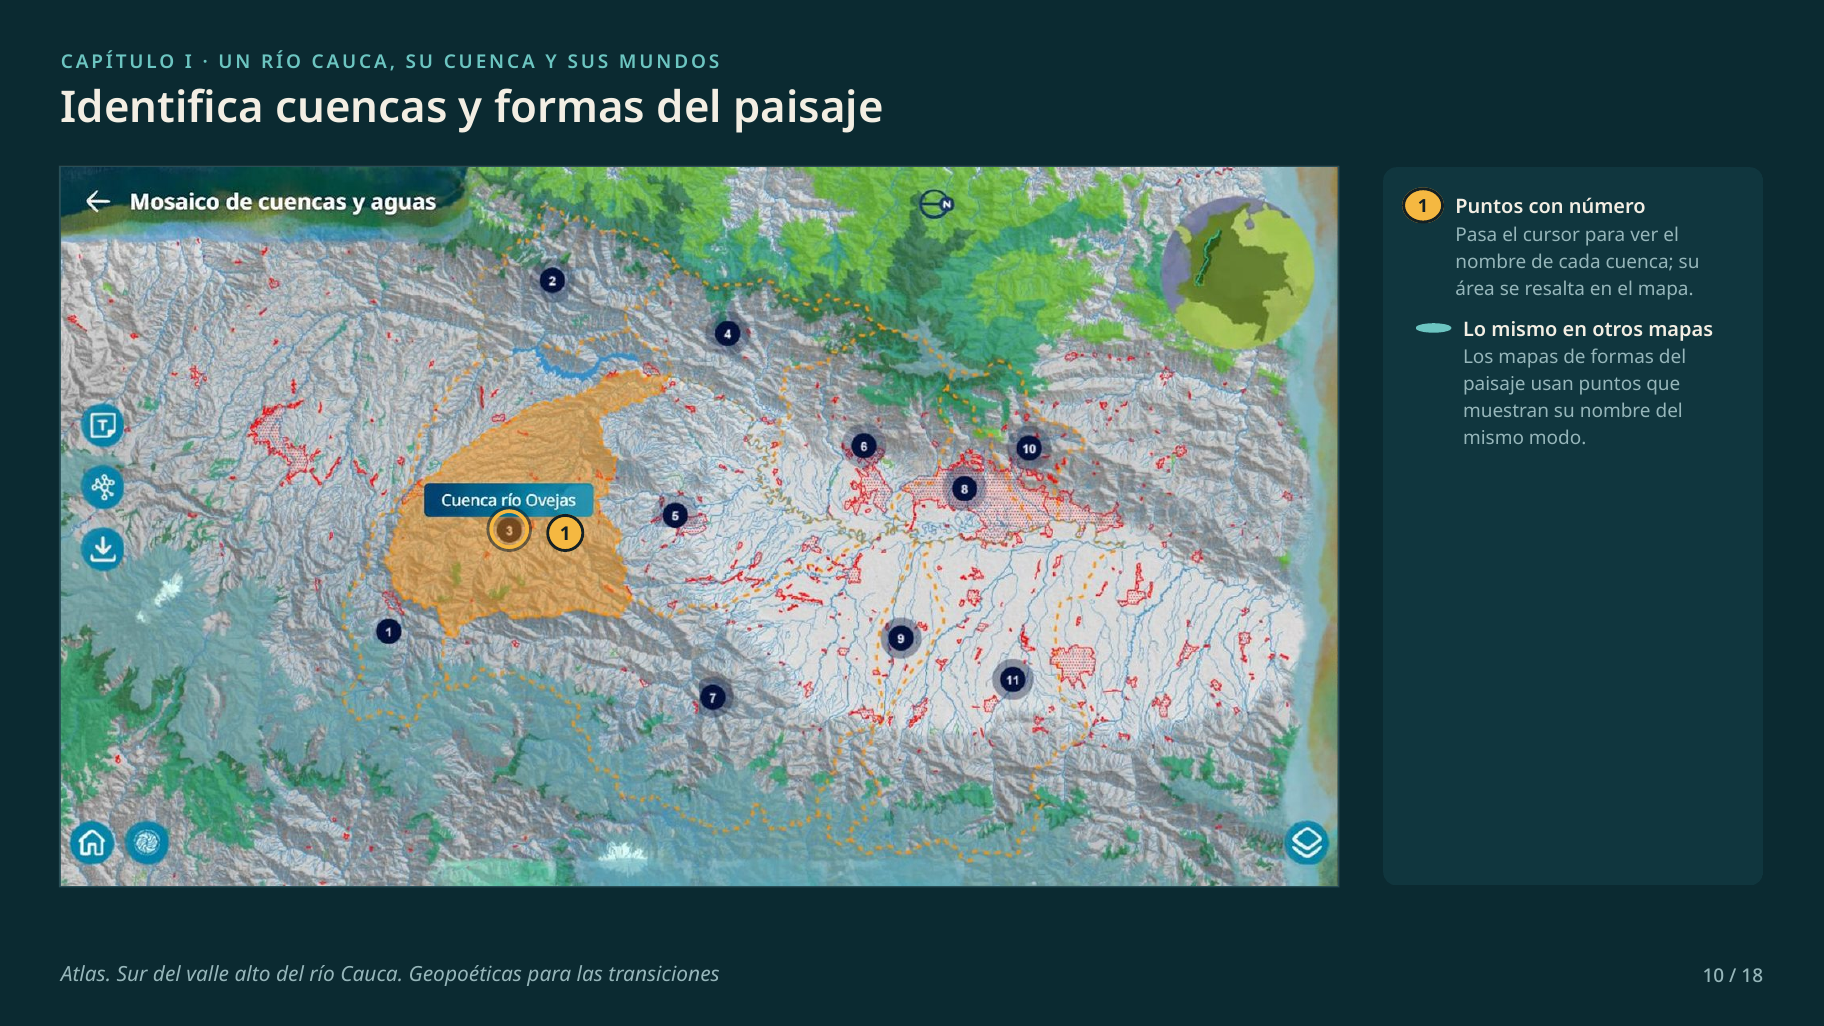 CAPÍTULO I · UN RÍO CAUCA, SU CUENCA Y SUS MUNDOS
Identifica cuencas y formas del paisaje
Mosaico de cuencas y aguas
N
2
4
6
10
8
5
Cuenca río Ovejas
3
1
1
9
11
7
T
1
Puntos con número
Pasa el cursor para ver el
nombre de cada cuenca; su
área se resalta en el mapa.
Lo mismo en otros mapas
Los mapas de formas del
paisaje usan puntos que
muestran su nombre del
mismo modo.
Atlas. Sur del valle alto del río Cauca. Geopoéticas para las transiciones
10 / 18